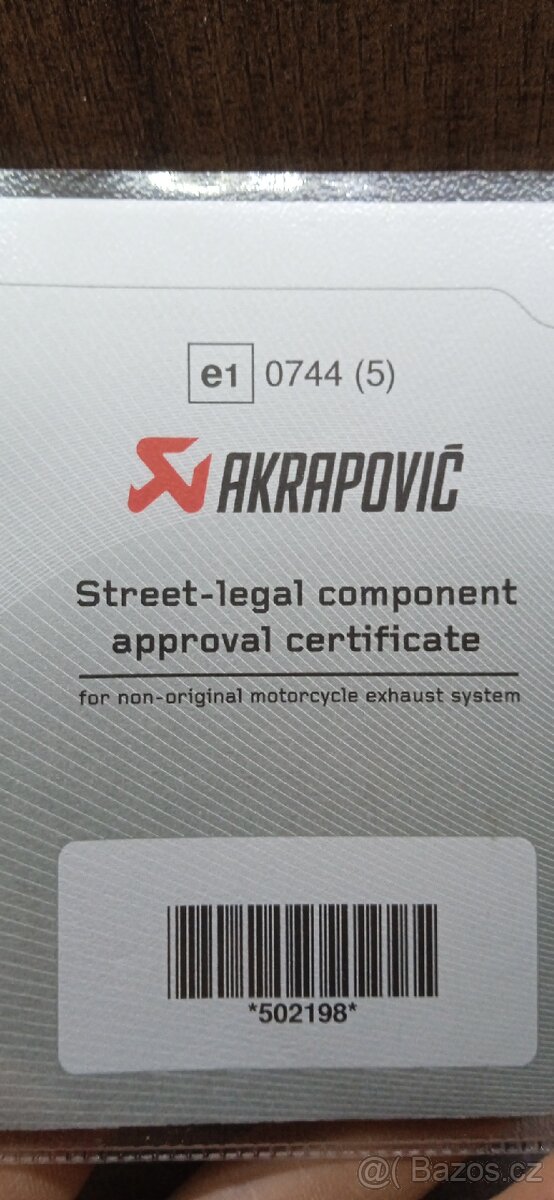 e1 0744 (5)
AKRAPOVIČ
Street-legal component
approval certificate
for non-original motorcycle exhaust system
*502198*
@( Bazos.cz